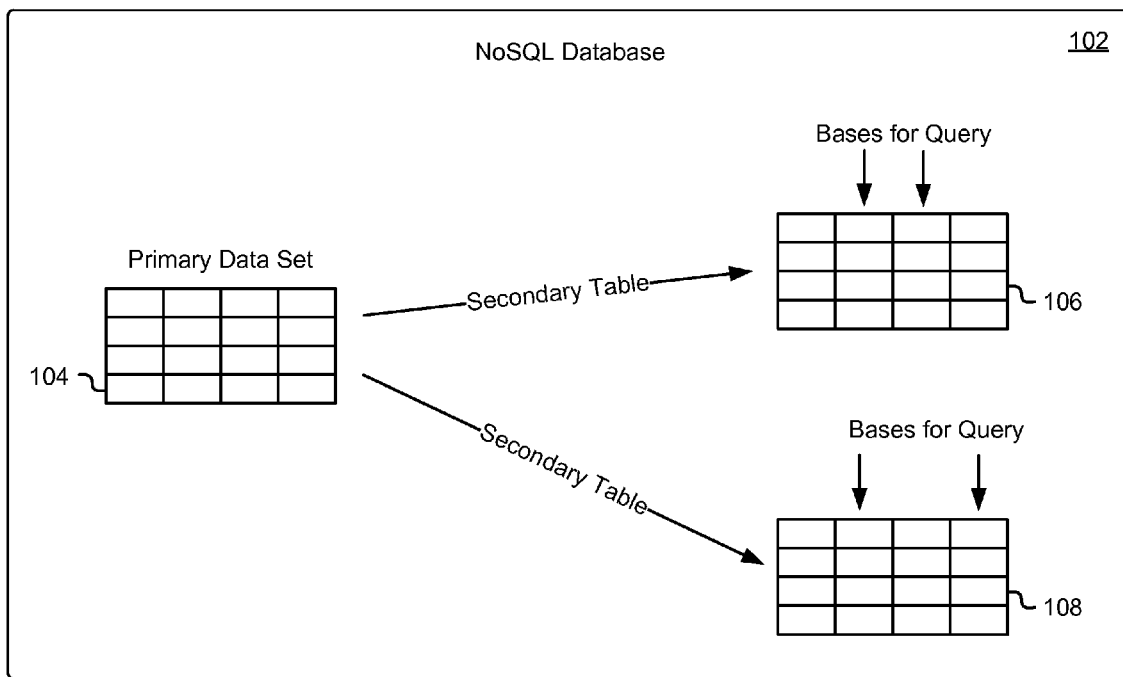 102
NoSQL Database
Bases for Query
Primary Data Set
Secondary Table
106
104
Secondary Table
Bases for Query
108